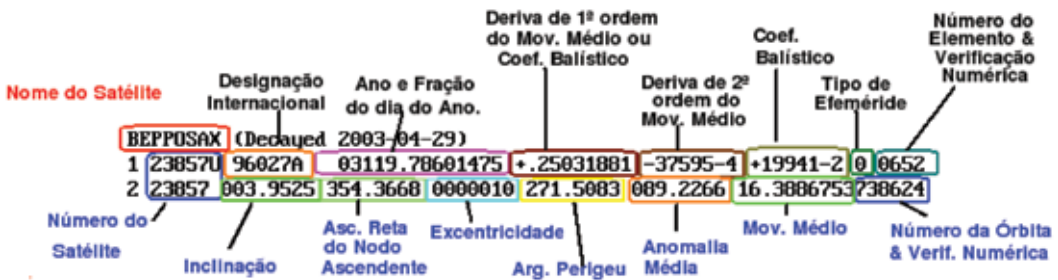 Deriva de 1ª ordem
do Mov. Médio ou
Coef. Balístico
Coef.
Balístico
Número do
Elemento &
Verificação
Numérica
Designação
Internacional
Ano e Fração
do dia do Ano.
Deriva de 2ª
ordem do
Mov. Médio
Tipo de
Efeméride
Nome do Satélite
BEPPOSAX (Decayed 2003-04-29)
1 23857U 96027A 03119.78601475 +.25031881 -37595-4 +19941-2 0 0652
2 23857 003.9525 354.3668 0000010 271.5083 089.2266 16.3886753738624
Número do
Satélite
Inclinação
Asc. Reta
do Nodo
Ascendente
Excentricidade
Arg. Perigeu
Anomalia
Média
Mov. Médio
Número da Órbita
& Verif. Numérica